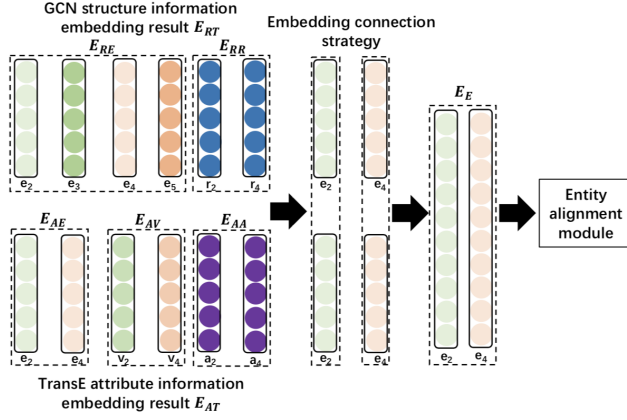 GCN structure information
embedding result E_RT
E_RE
E_RR
e2
e3
e4
e5
r2
r4
E_AE
E_AV
E_AA
e2
e4
v2
v4
a2
a4
TransE attribute information
embedding result E_AT
Embedding connection
strategy
e2
e4
e2
e4
E_E
e2
e4
Entity
alignment
module